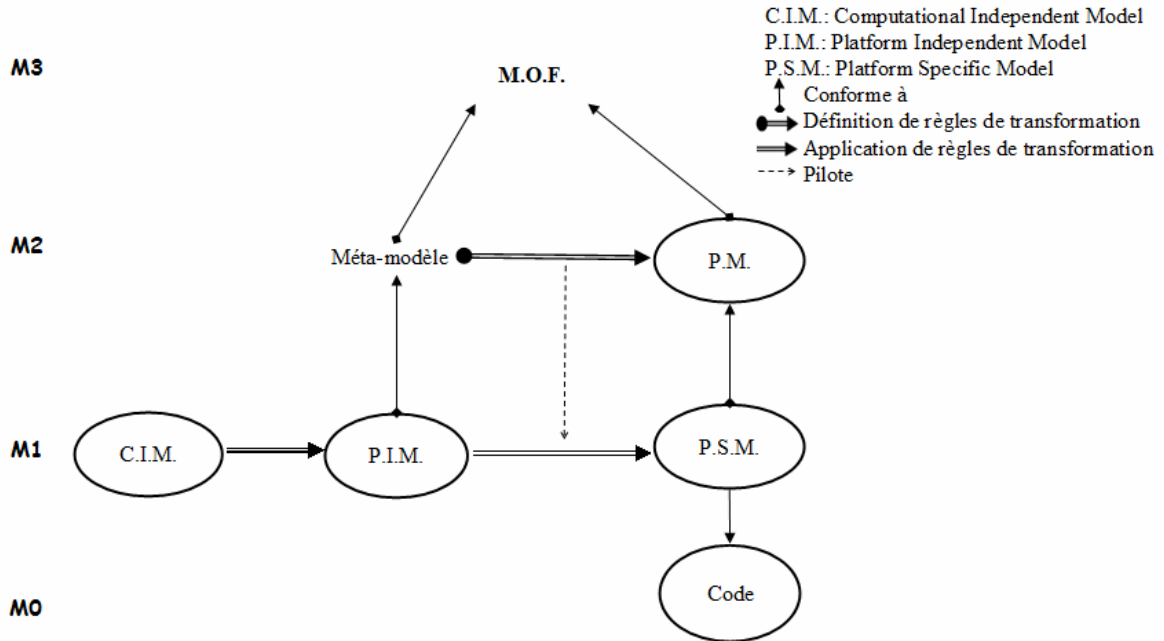 C.I.M.: Computational Independent Model
P.I.M.: Platform Independent Model
P.S.M.: Platform Specific Model
Conforme à
Définition de règles de transformation
Application de règles de transformation
Pilote
M3
M.O.F.
M2
Méta-modèle
P.M.
M1
C.I.M.
P.I.M.
P.S.M.
Code
M0